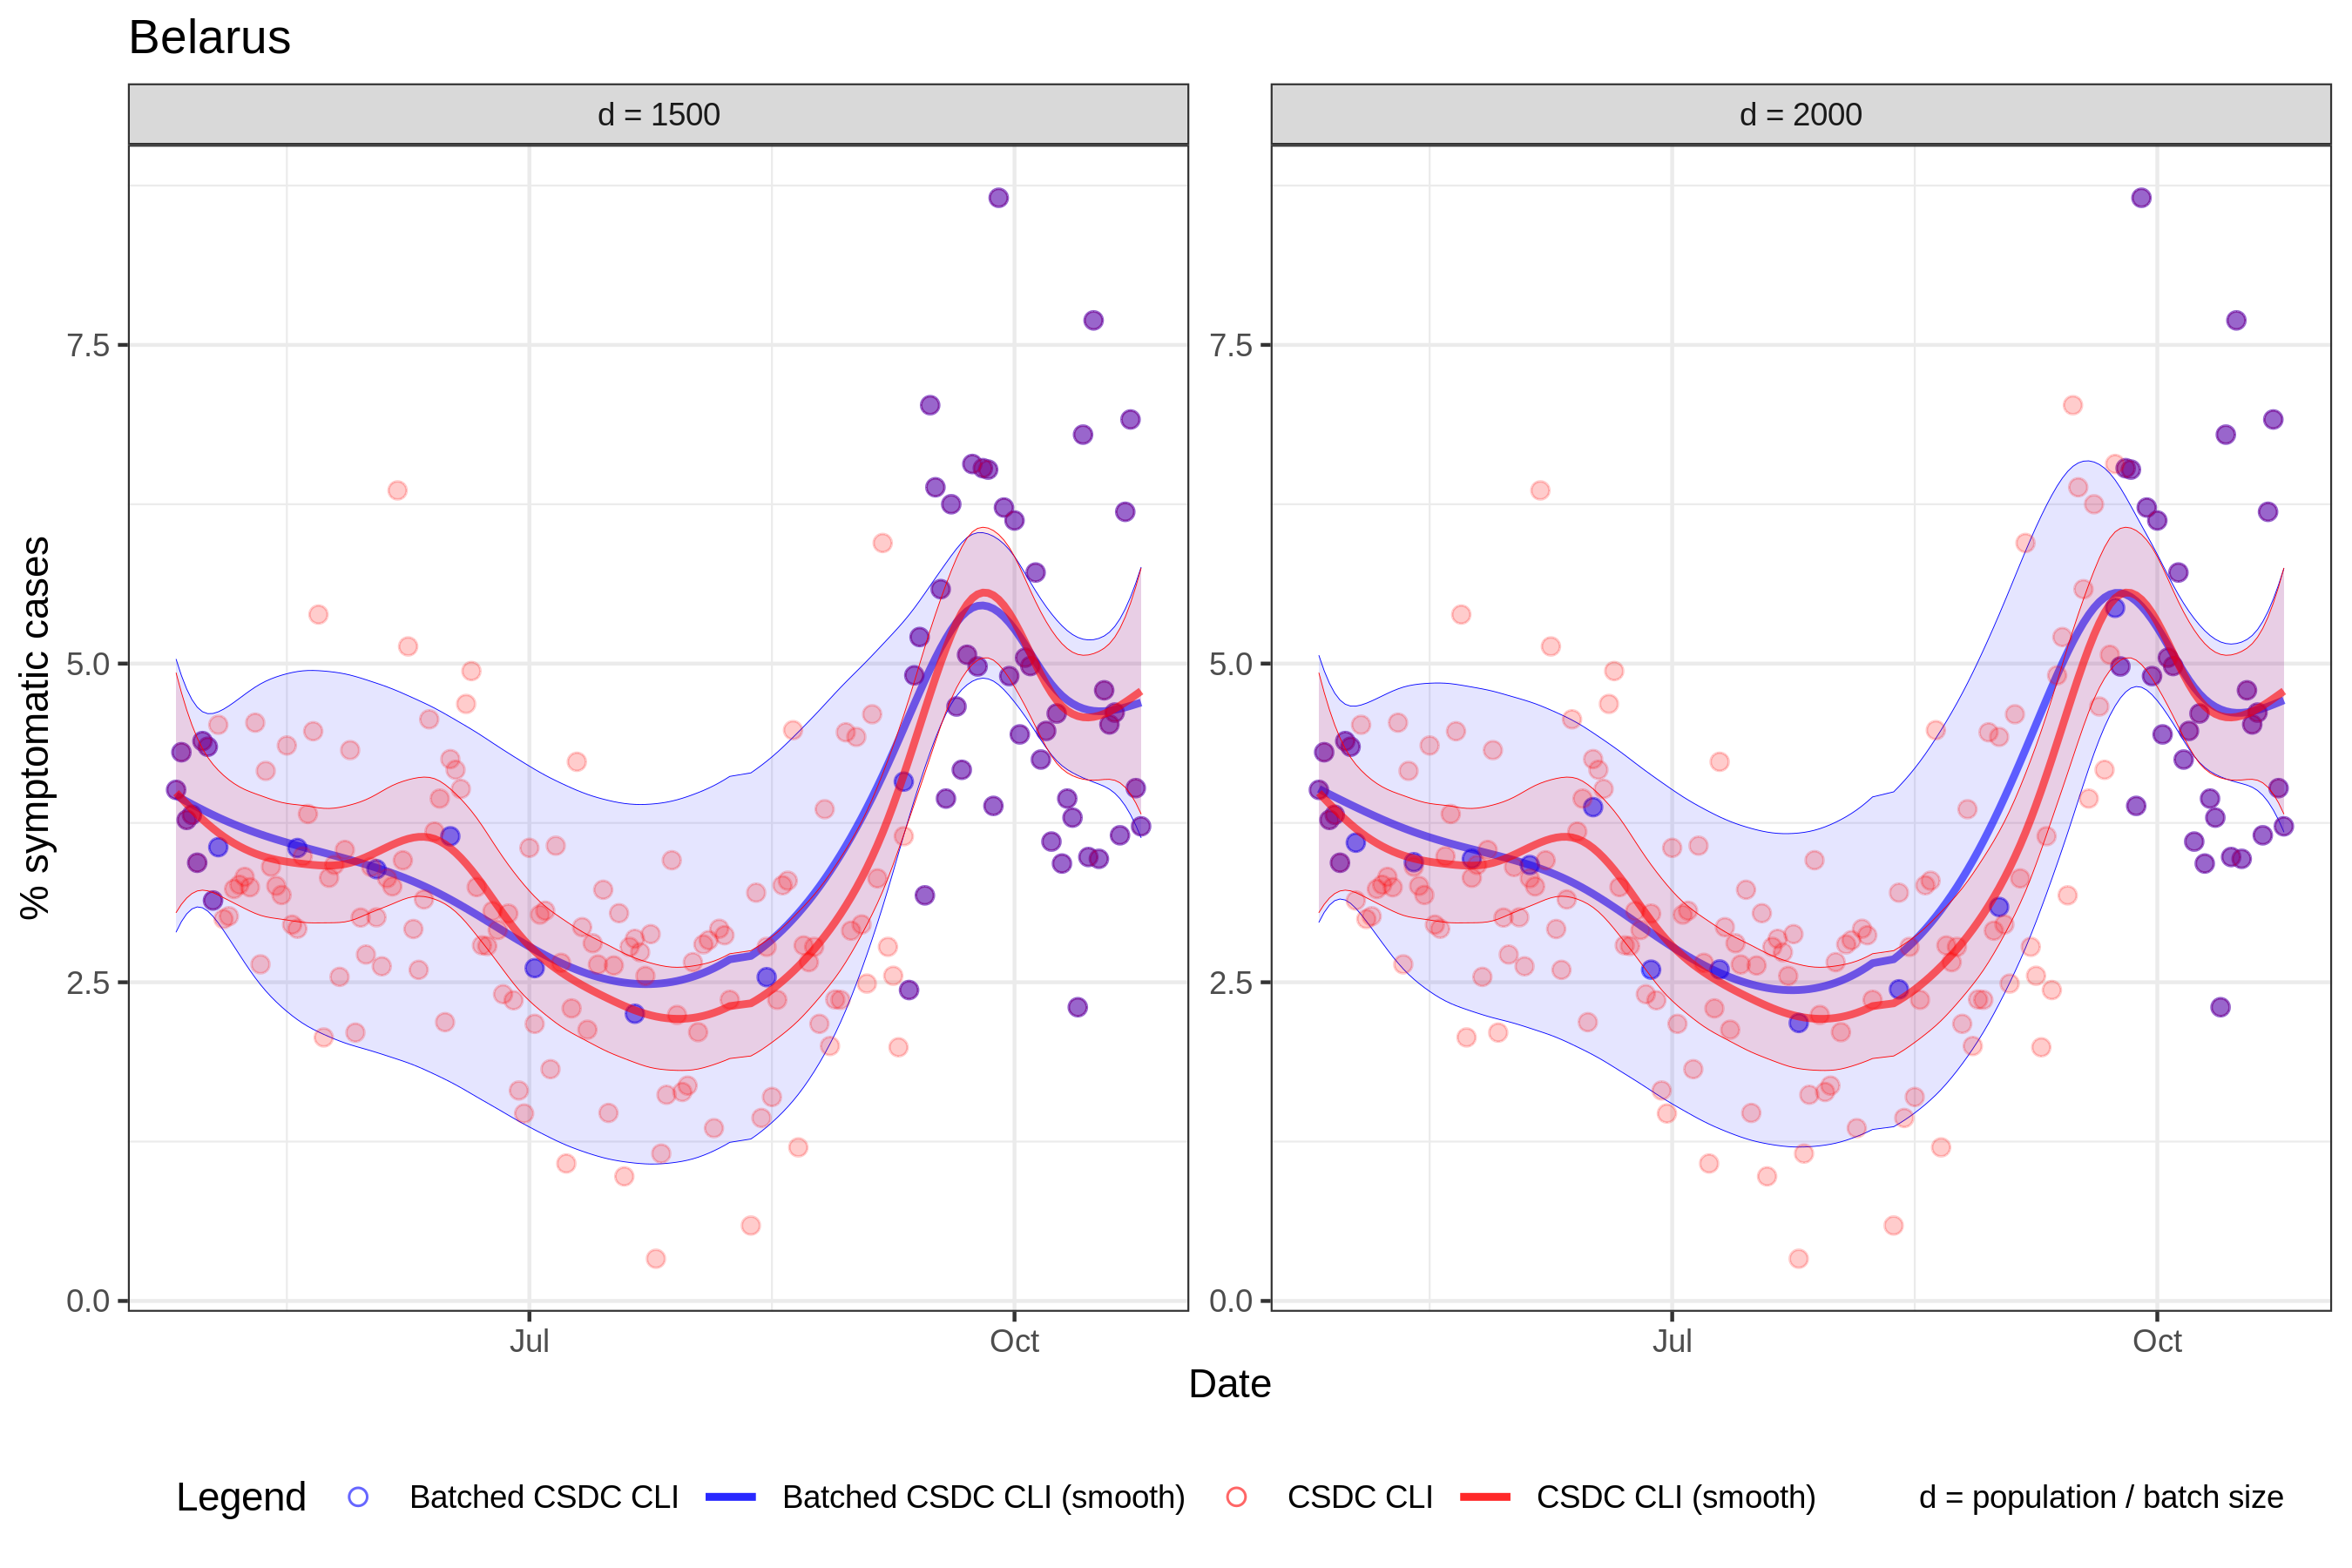 Belarus
d = 1500
d = 2000
% symptomatic cases
7.5
5.0
2.5
0.0
7.5
5.0
2.5
0.0
Jul
Oct
Jul
Oct
Date
Legend
Batched CSDC CLI
Batched CSDC CLI (smooth)
CSDC CLI
CSDC CLI (smooth)
d = population / batch size